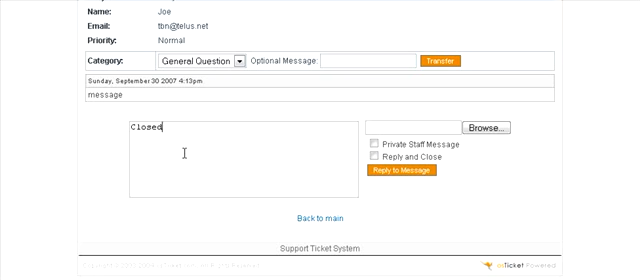 Name: Joe
Email: tbn@telus.net
Priority: Normal
Category: General Question Optional Message: Transfer
Sunday, September 30 2007 4:13pm
message
Closed
Browse...
Private Staff Message
Reply and Close
Reply to Message
Back to main
Support Ticket System
osTicket Powered